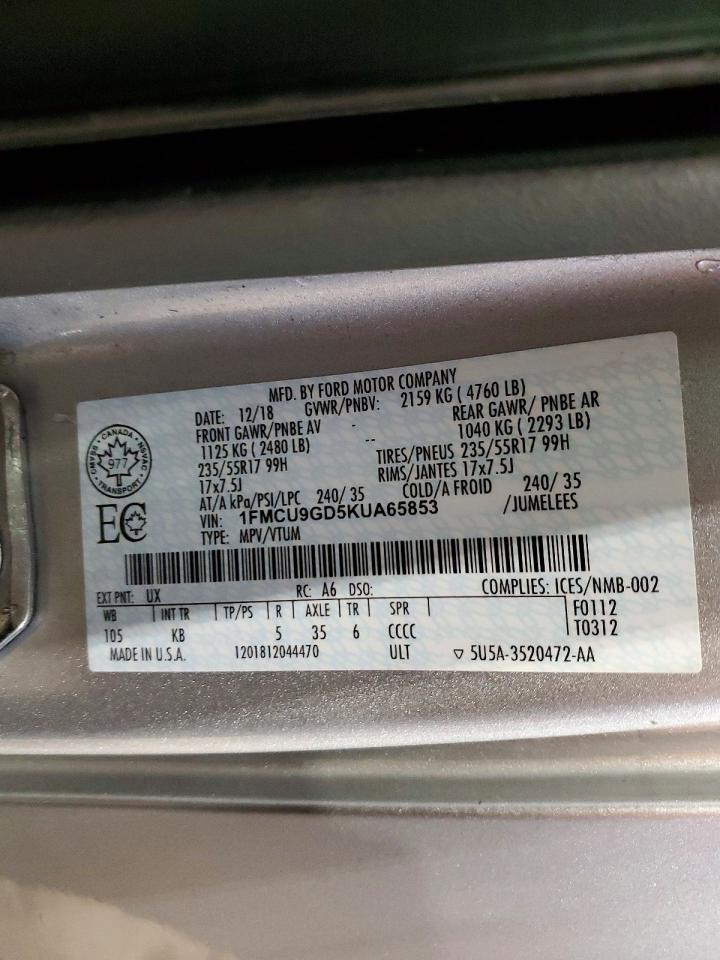 MFD. BY FORD MOTOR COMPANY
DATE: 12/18 GVWR/PNBV: 2159 KG ( 4760 LB)
FRONT GAWR/PNBE AV - REAR GAWR/ PNBE AR
1125 KG ( 2480 LB) -- 1040 KG ( 2293 LB)
235/55R17 99H TIRES/PNEUS 235/55R17 99H
17x7.5J RIMS/JANTES 17x7.5J
AT/A kPa/PSI/LPC 240/ 35 COLD/A FROID 240/ 35
VIN: 1FMCU9GD5KUA65853 /JUMELEES
TYPE: MPV/VTUM
CANADA
CMVSS • NSVAC
977
TRANSPORT
EC
EXT PNT: UX RC: A6 DSO: COMPLIES: ICES/NMB-002
WB | INT TR | TP/PS | R | AXLE | TR | SPR | F0112
105 KB 5 35 6 CCCC T0312
MADE IN U.S.A. 1201812044470 ULT ▽ 5U5A-3520472-AA